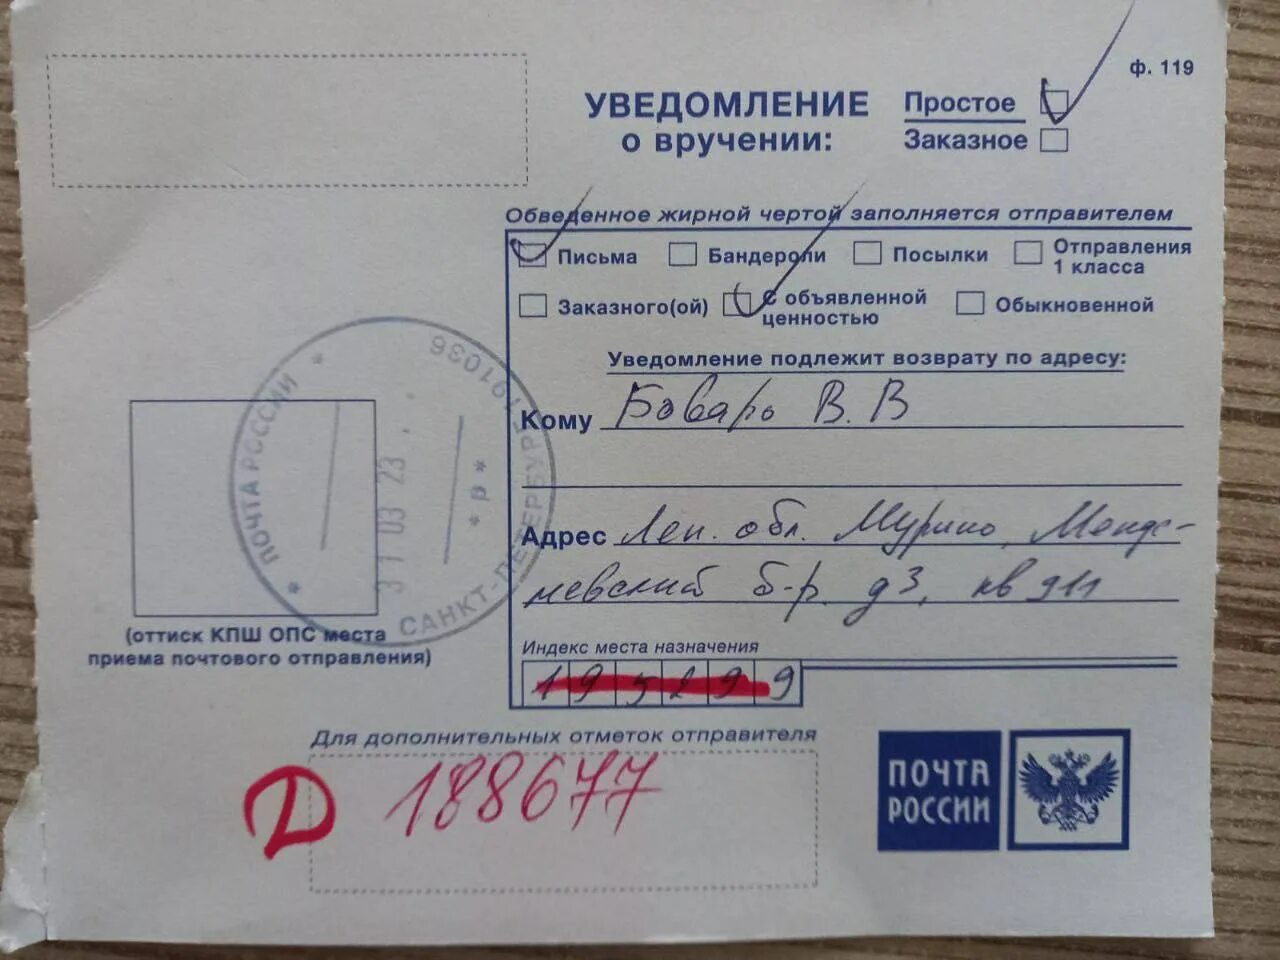 ф. 119
УВЕДОМЛЕНИЕ
о вручении:
Простое
Заказное
Обведенное жирной чертой заполняется отправителем
Письма Бандероли Посылки Отправления 1 класса
Заказного(ой) С объявленной ценностью Обыкновенной
Уведомление подлежит возврату по адресу:
Кому Боварь В. В
Адрес Лен. обл. Мурино, Менде-
леевский б-р. д 3, кв 911
Индекс места назначения
195299
ПОЧТА РОССИИ
САНКТ-ПЕТЕРБУРГ 191036
31 03 23
* р *
(оттиск КПШ ОПС места
приема почтового отправления)
Для дополнительных отметок отправителя
Д 188677
ПОЧТА
РОССИИ